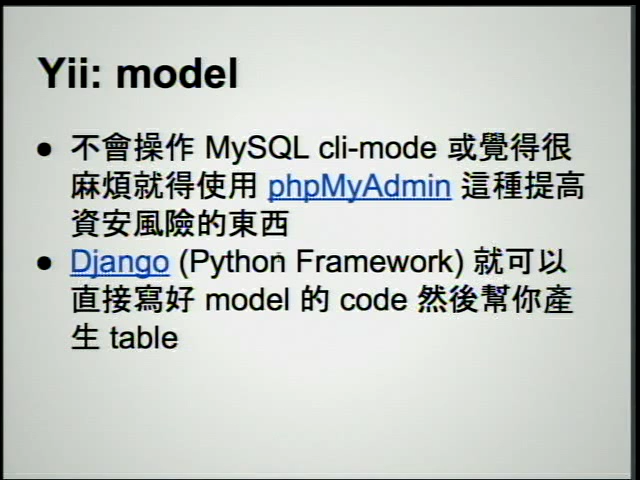 Yii: model
● 不會操作 MySQL cli-mode 或覺得很
麻煩就得使用 phpMyAdmin 這種提高
資安風險的東西
● Django (Python Framework) 就可以
直接寫好 model 的 code 然後幫你產
生 table